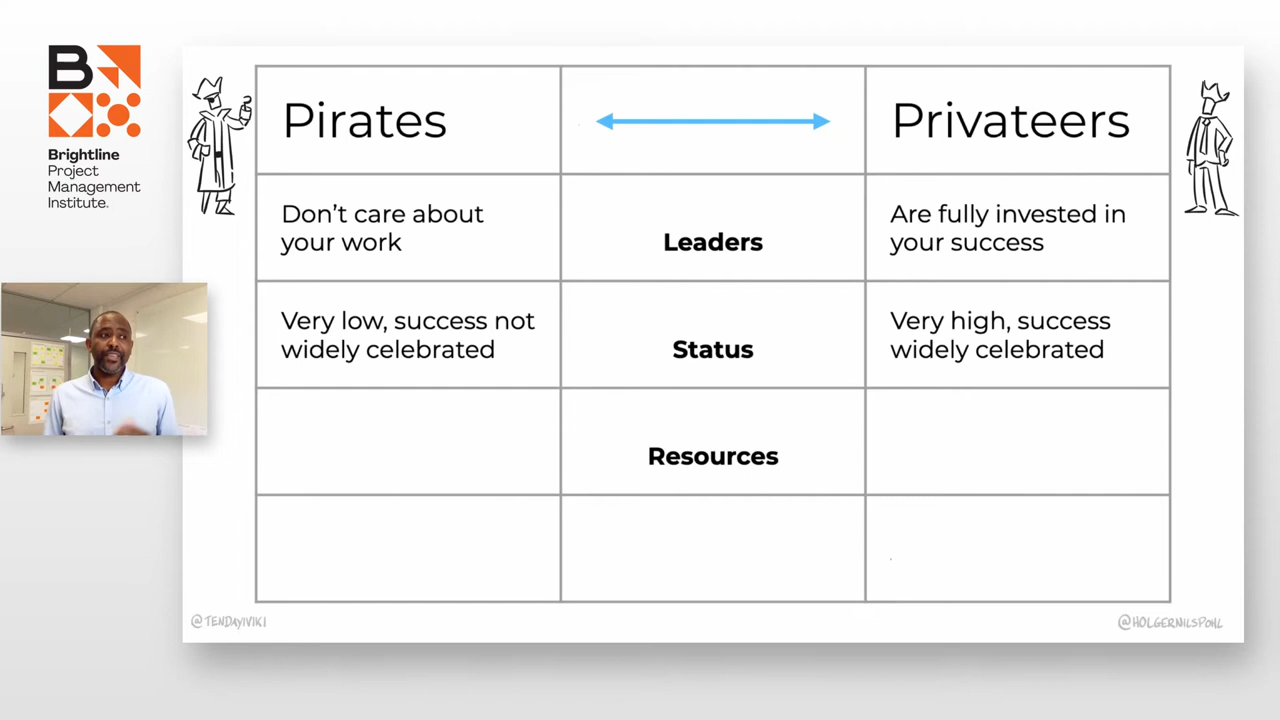 B
Brightline
Project
Management
Institute.
Pirates
Privateers
Don’t care about
your work
Leaders
Are fully invested in
your success
Very low, success not
widely celebrated
Status
Very high, success
widely celebrated
Resources
@TENDAYIVIKI
@HOLGERNILSPOHL